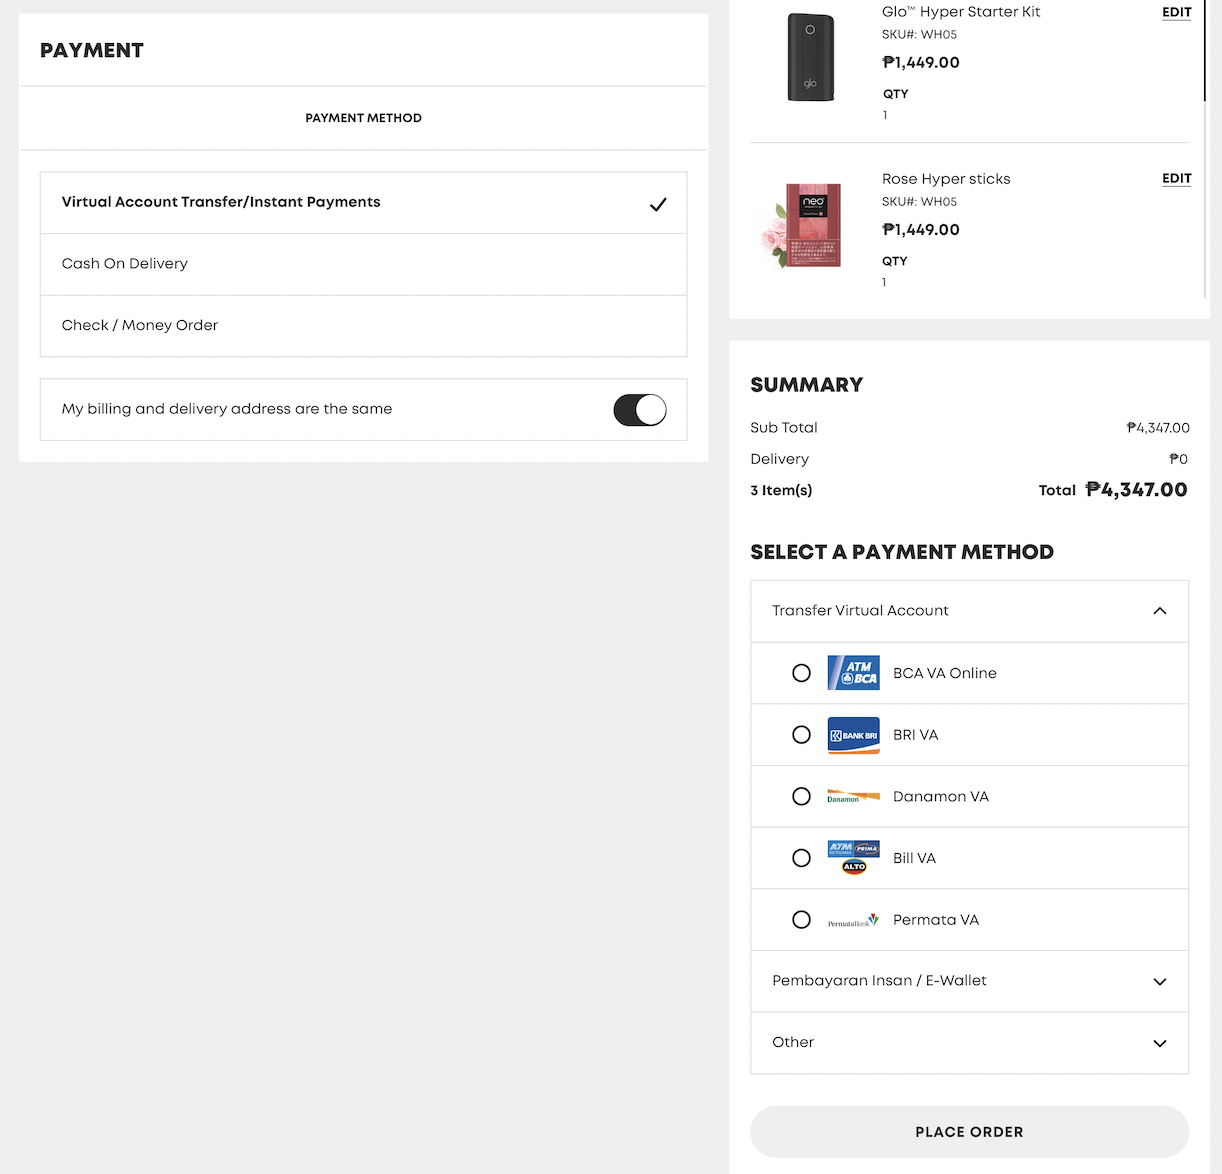 PAYMENT
PAYMENT METHOD
Virtual Account Transfer/Instant Payments
Cash On Delivery
Check / Money Order
My billing and delivery address are the same
glo
Glo™ Hyper Starter Kit
EDIT
SKU#: WH05
₱1,449.00
QTY
1
neo
Rose Hyper sticks
EDIT
SKU#: WH05
₱1,449.00
QTY
1
SUMMARY
Sub Total ₱4,347.00
Delivery ₱0
3 Item(s) Total ₱4,347.00
SELECT A PAYMENT METHOD
Transfer Virtual Account
ATM
BCA
BCA VA Online
BANK BRI
BRI VA
Danamon
Danamon VA
ATM PRIMA
BERSAMA
ALTO
Bill VA
PermataBank
Permata VA
Pembayaran Insan / E-Wallet
Other
PLACE ORDER